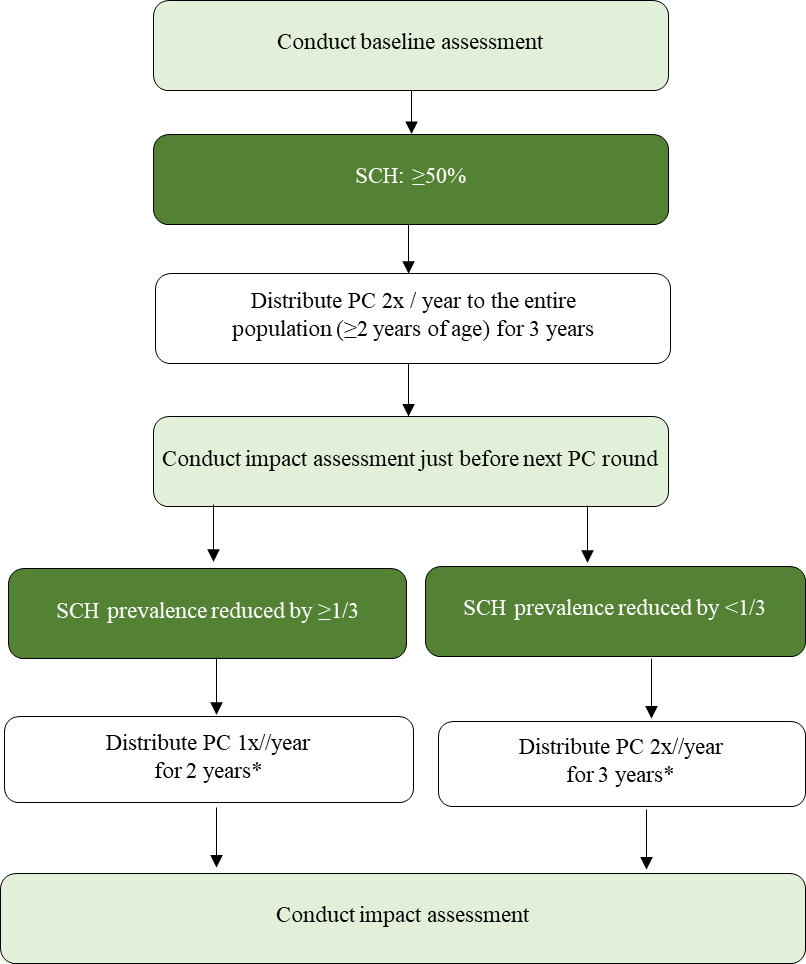 Conduct baseline assessment
SCH: ≥50%
Distribute PC 2x / year to the entire
population (≥2 years of age) for 3 years
Conduct impact assessment just before next PC round
SCH prevalence reduced by ≥1/3
SCH prevalence reduced by <1/3
Distribute PC 1x//year
for 2 years*
Distribute PC 2x//year
for 3 years*
Conduct impact assessment